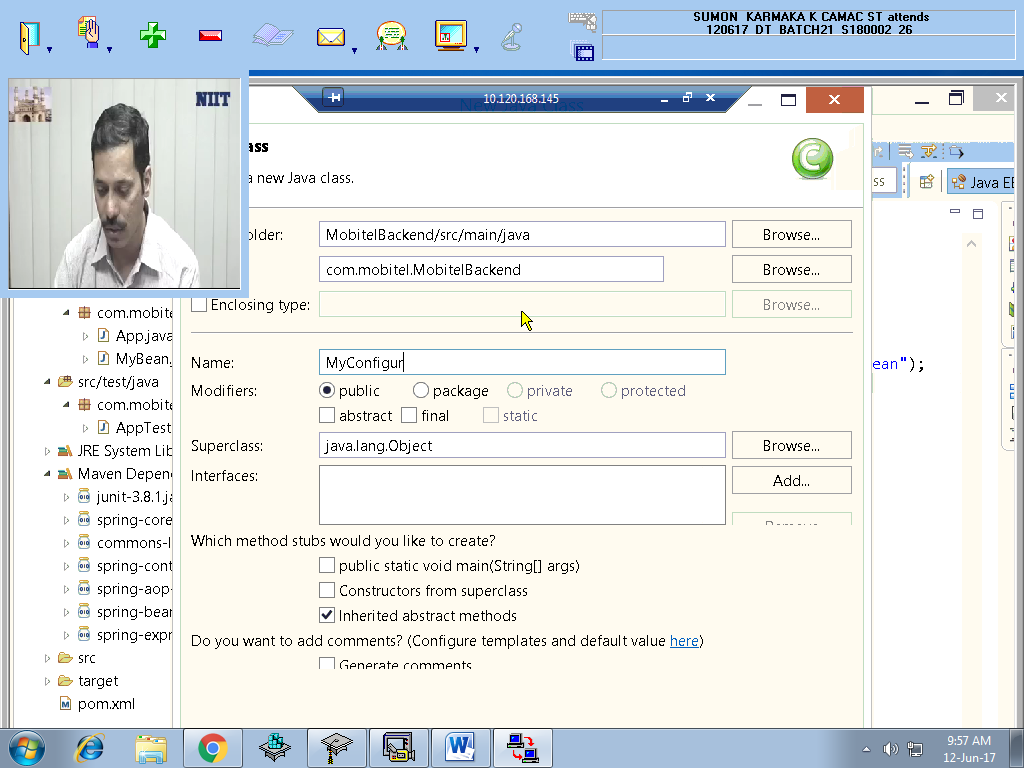 SUMON KARMAKA K CAMAC ST attends
120617_DT_BATCH21_S180002_26
NIIT
10.120.168.145
ass
a new Java class.
older:
MobitelBackend/src/main/java
Browse...
com.mobitel.MobitelBackend
Browse...
Enclosing type:
Browse...
Name:
MyConfigur
Modifiers:
public
package
private
protected
abstract
final
static
Superclass:
java.lang.Object
Browse...
Interfaces:
Add...
Remove
Which method stubs would you like to create?
public static void main(String[] args)
Constructors from superclass
Inherited abstract methods
Do you want to add comments? (Configure templates and default value here)
Generate comments
com.mobite
App.java
MyBean.
src/test/java
com.mobite
AppTest
JRE System Lib
Maven Depen
junit-3.8.1.ja
spring-core
commons-l
spring-cont
spring-aop-
spring-bear
spring-expr
src
target
pom.xml
ss
Java EE
ean");
9:57 AM
12-Jun-17